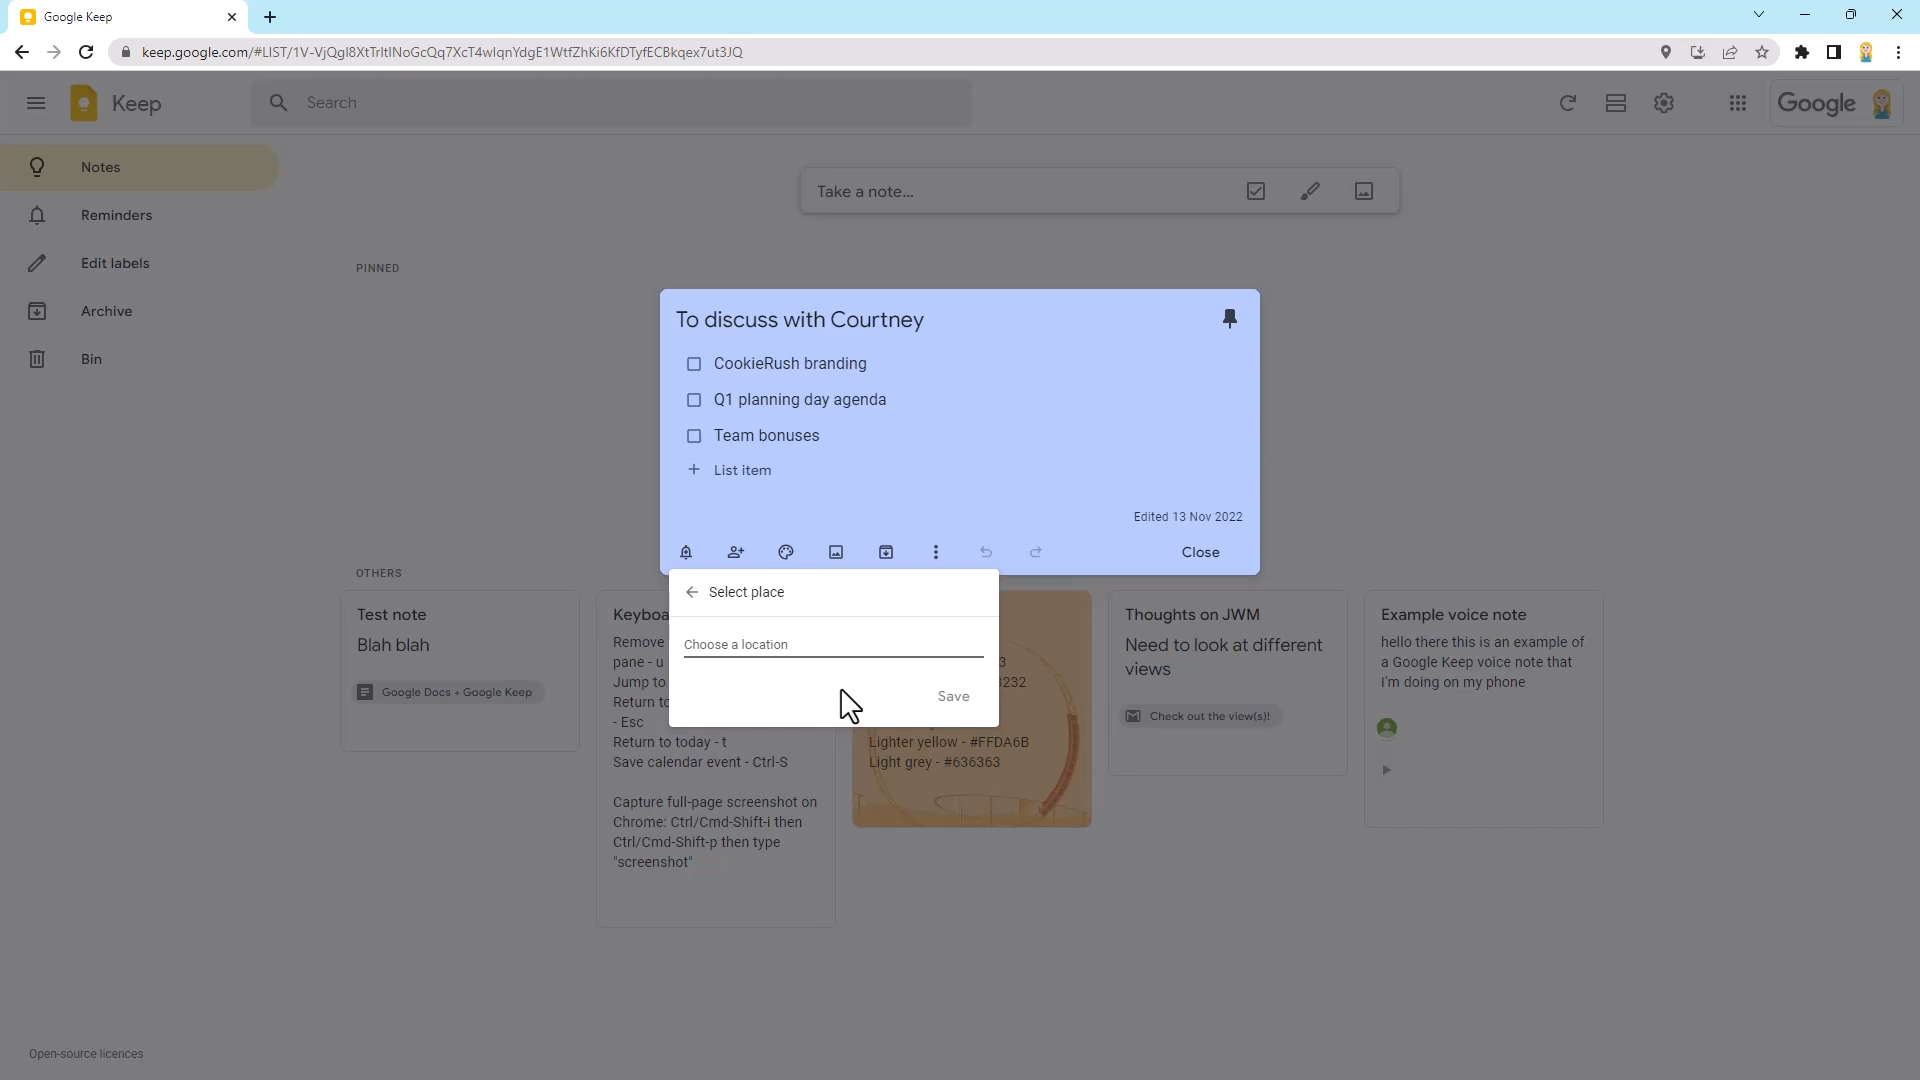 Google Keep
keep.google.com/#LIST/1V-VjQgI8XtTrItINoGcQq7XcT4wIqnYdgE1WtfZhKi6KfDTyfECBkqex7ut3JQ
Keep
Search
Google
Notes
Reminders
Edit labels
Archive
Bin
Take a note...
PINNED
To discuss with Courtney
CookieRush branding
Q1 planning day agenda
Team bonuses
+ List item
Edited 13 Nov 2022
Close
Select place
Choose a location
Save
OTHERS
Test note
Blah blah
Google Docs + Google Keep
Remove
pane - u
Jump to
- Esc
Return to today - t
Save calendar event - Ctrl-S
Capture full-page screenshot on
Chrome: Ctrl/Cmd-Shift-i then
Ctrl/Cmd-Shift-p then type
"screenshot"
Lighter yellow - #FFDA6B
Light grey - #636363
Thoughts on JWM
Need to look at different
views
Check out the view(s)!
Example voice note
hello there this is an example of
a Google Keep voice note that
I'm doing on my phone
Open-source licences